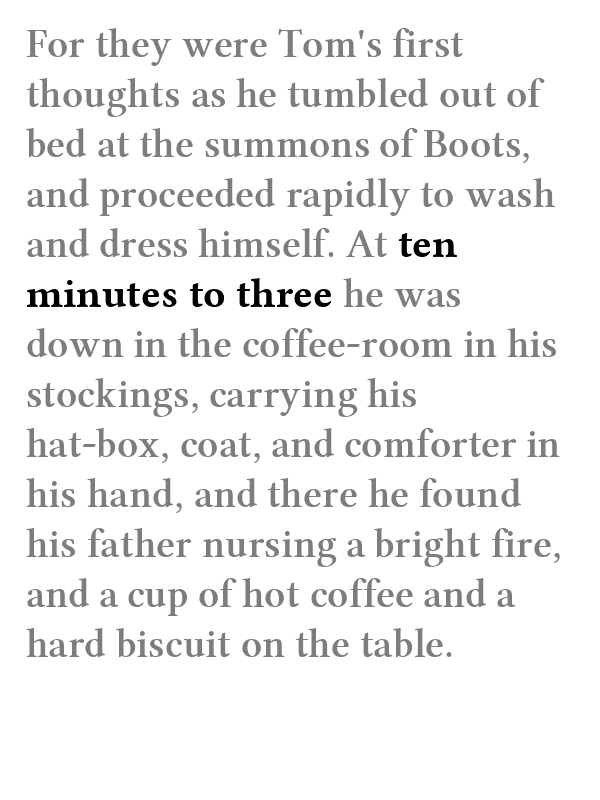 For they were Tom's first
thoughts as he tumbled out of
bed at the summons of Boots,
and proceeded rapidly to wash
and dress himself. At ten
minutes to three he was
down in the coffee-room in his
stockings, carrying his
hat-box, coat, and comforter in
his hand, and there he found
his father nursing a bright fire,
and a cup of hot coffee and a
hard biscuit on the table.